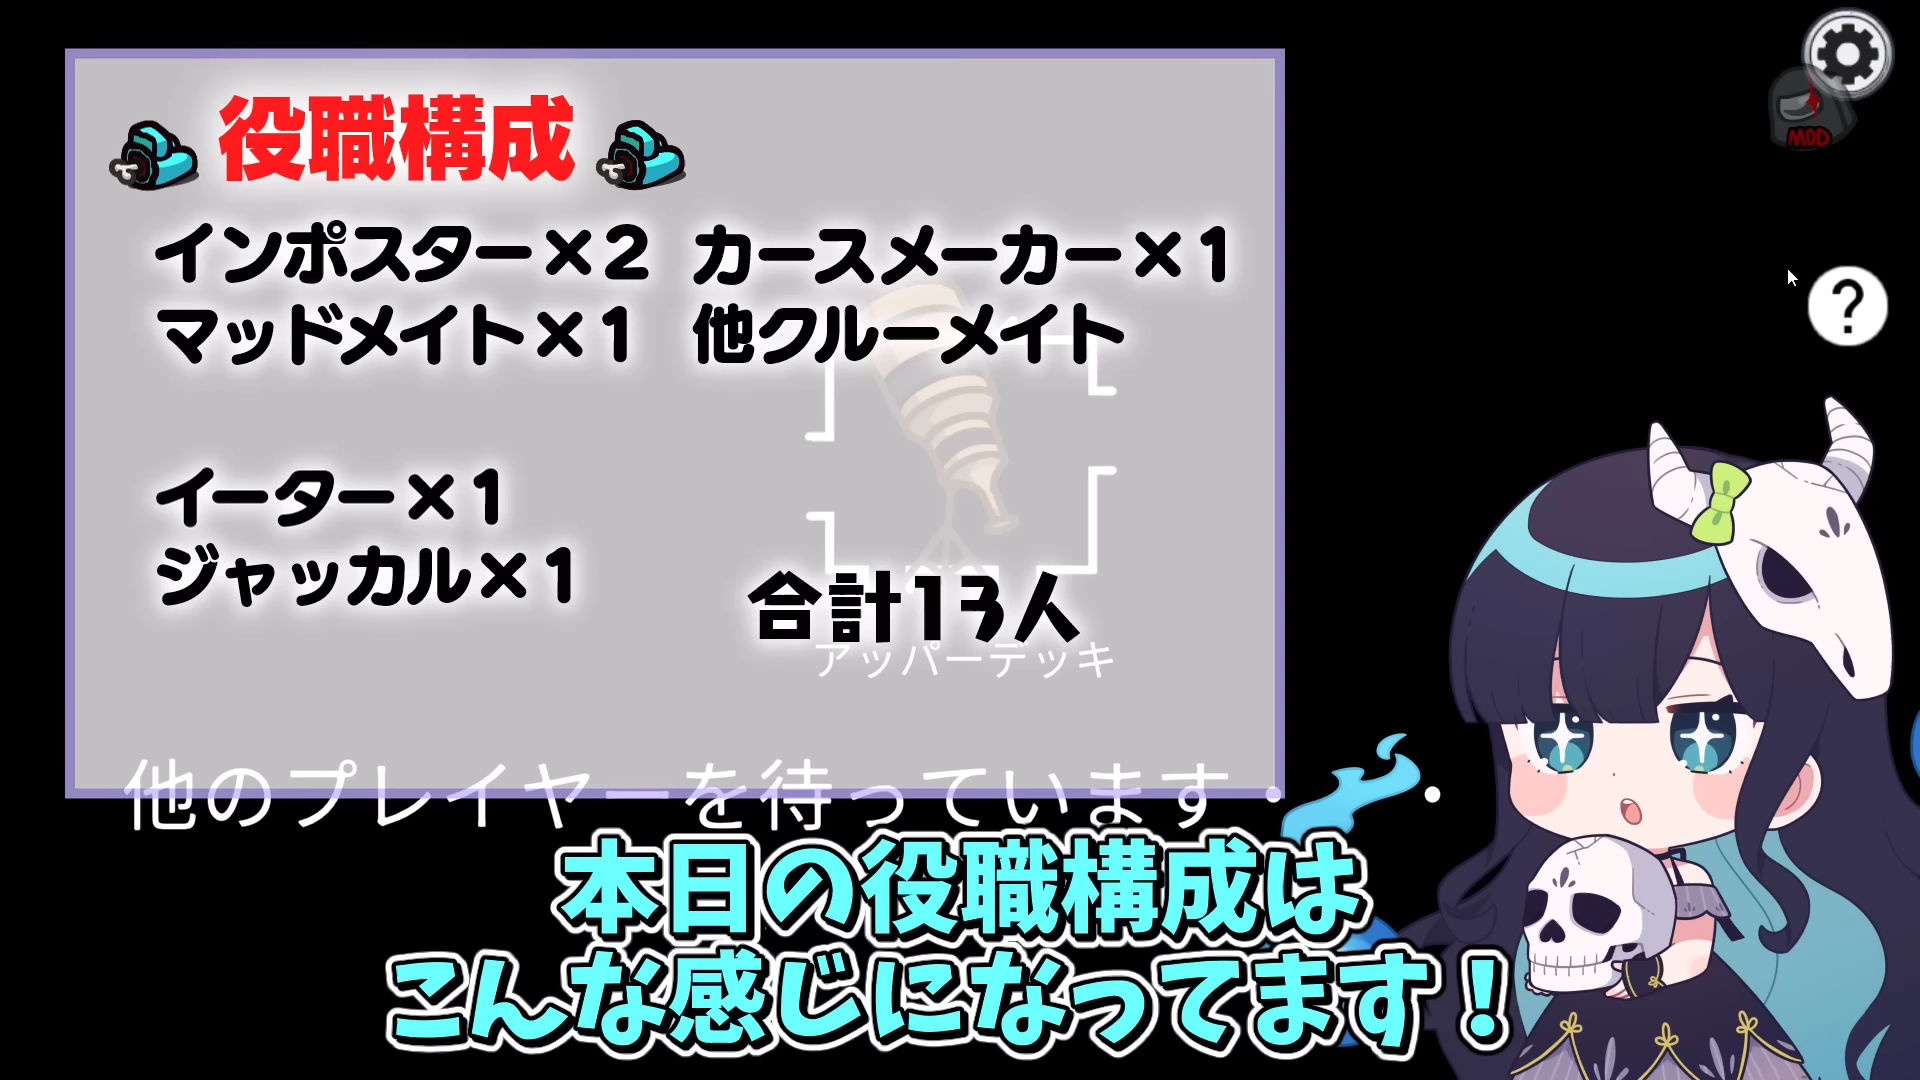 役職構成
インポスター×2 カースメーカー×1
マッドメイト×1 他クルーメイト
イーター×1
ジャッカル×1
合計13人
アッパーデッキ
他のプレイヤーを待っています・
本日の役職構成は
こんな感じになってます！
MOD
?